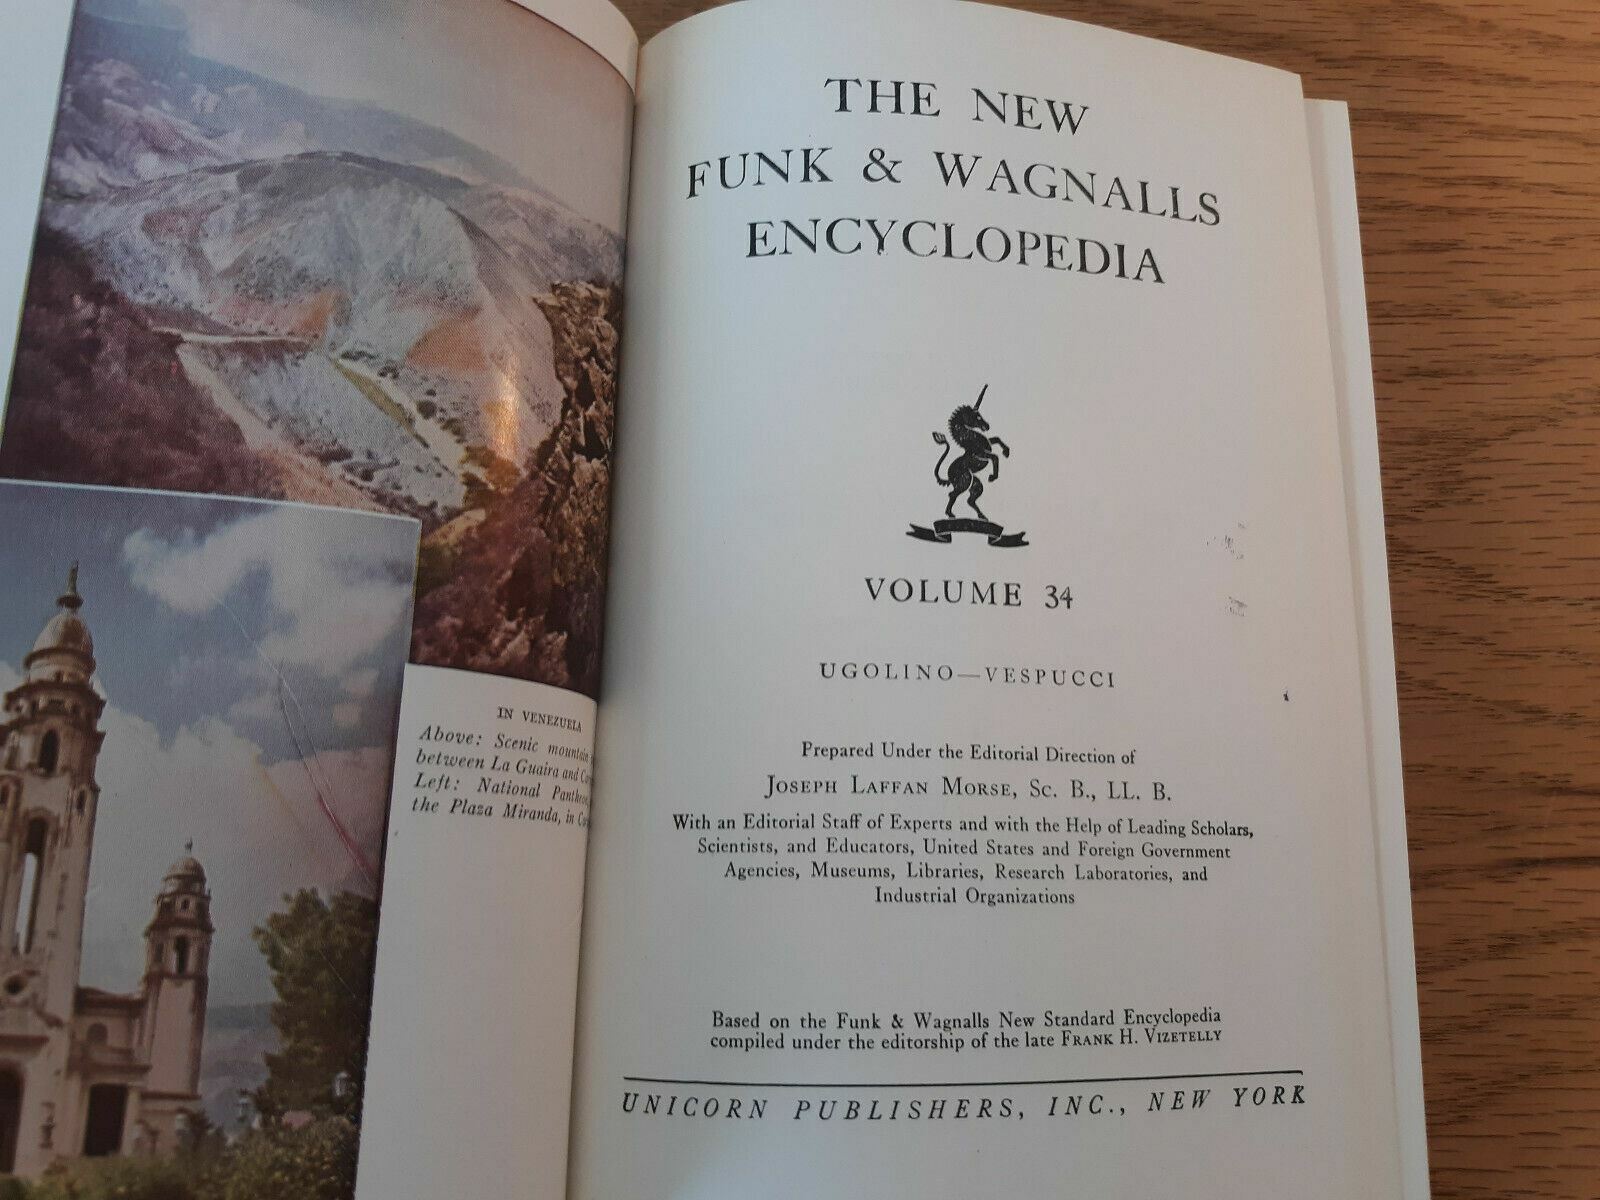 IN VENEZUELA
Above: Scenic mountain
between La Guaira and
Left: National
the Plaza Miranda, in
THE NEW
FUNK & WAGNALLS
ENCYCLOPEDIA
VOLUME 34
UGOLINO—VESPUCCI
Prepared Under the Editorial Direction of
JOSEPH LAFFAN MORSE, SC. B., LL. B.
With an Editorial Staff of Experts and with the Help of Leading Scholars,
Scientists, and Educators, United States and Foreign Government
Agencies, Museums, Libraries, Research Laboratories, and
Industrial Organizations
Based on the Funk & Wagnalls New Standard Encyclopedia
compiled under the editorship of the late FRANK H. VIZETELLY
UNICORN PUBLISHERS, INC., NEW YORK